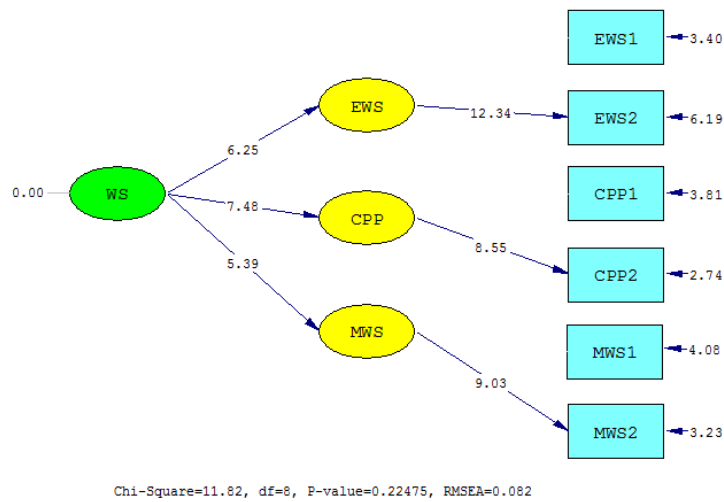 EWS1
3.40
EWS
12.34
EWS2
6.19
6.25
0.00
WS
CPP1
3.81
7.48
CPP
8.55
5.39
CPP2
2.74
MWS
MWS1
4.08
9.03
MWS2
3.23
Chi-Square=11.82, df=8, P-value=0.22475, RMSEA=0.082